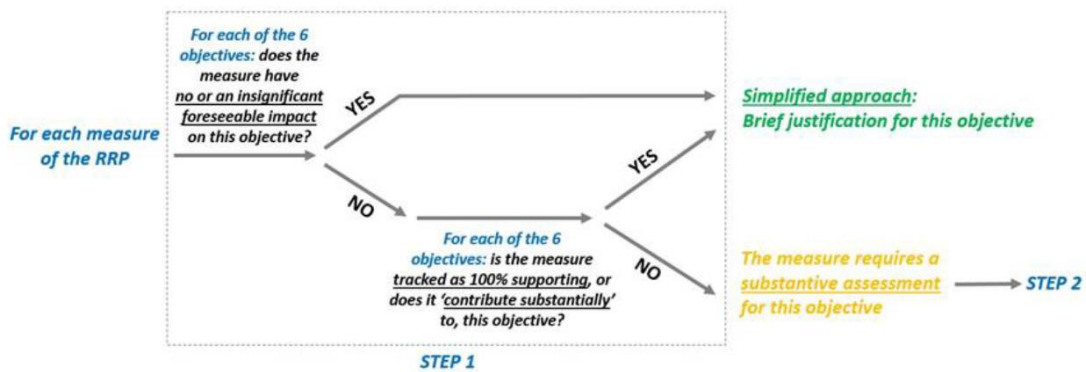 For each of the 6
objectives: does the
measure have
no or an insignificant
foreseeable impact
on this objective?
For each measure
of the RRP
YES
NO
Simplified approach:
Brief justification for this objective
YES
NO
For each of the 6
objectives: is the measure
tracked as 100% supporting, or
does it ‘contribute substantially’
to, this objective?
The measure requires a
substantive assessment
for this objective
STEP 2
STEP 1